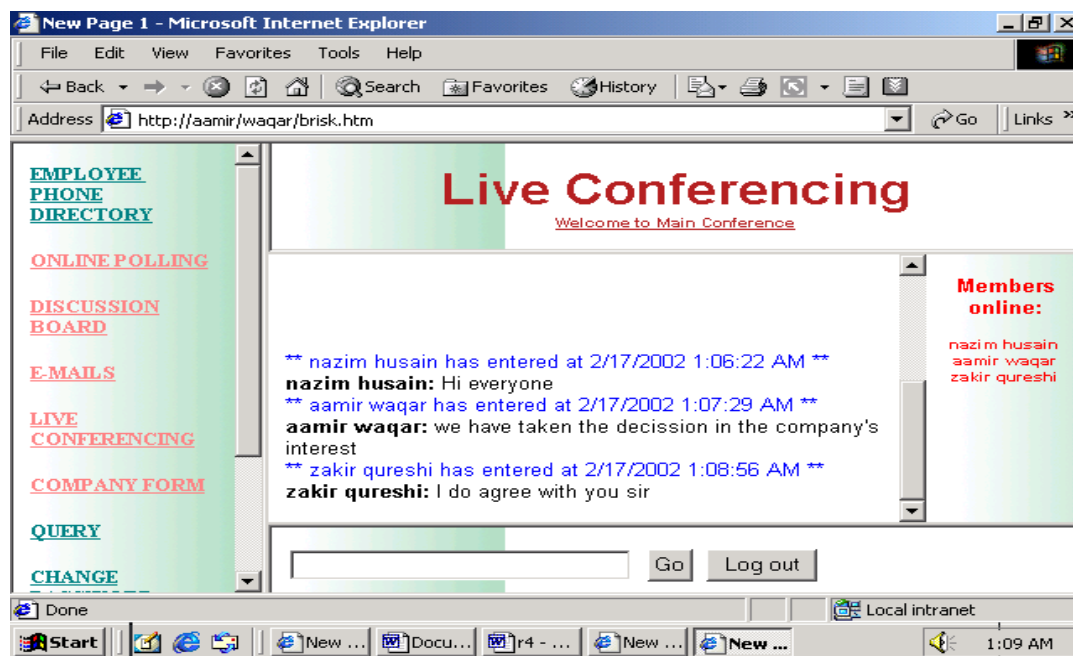 New Page 1 - Microsoft Internet Explorer
File Edit View Favorites Tools Help
Back Search Favorites History
Address http://aamir/waqar/brisk.htm Go Links »
EMPLOYEE
PHONE
DIRECTORY
ONLINE POLLING
DISCUSSION
BOARD
E-MAILS
LIVE
CONFERENCING
COMPANY FORM
QUERY
CHANGE
Live Conferencing
Welcome to Main Conference
** nazim husain has entered at 2/17/2002 1:06:22 AM **
nazim husain: Hi everyone
** aamir waqar has entered at 2/17/2002 1:07:29 AM **
aamir waqar: we have taken the decission in the company's
interest
** zakir qureshi has entered at 2/17/2002 1:08:56 AM **
zakir qureshi: I do agree with you sir
Members
online:
nazim husain
aamir waqar
zakir qureshi
Go Log out
Done Local intranet
Start New ... Docu... r4 - ... New ... New ... 1:09 AM